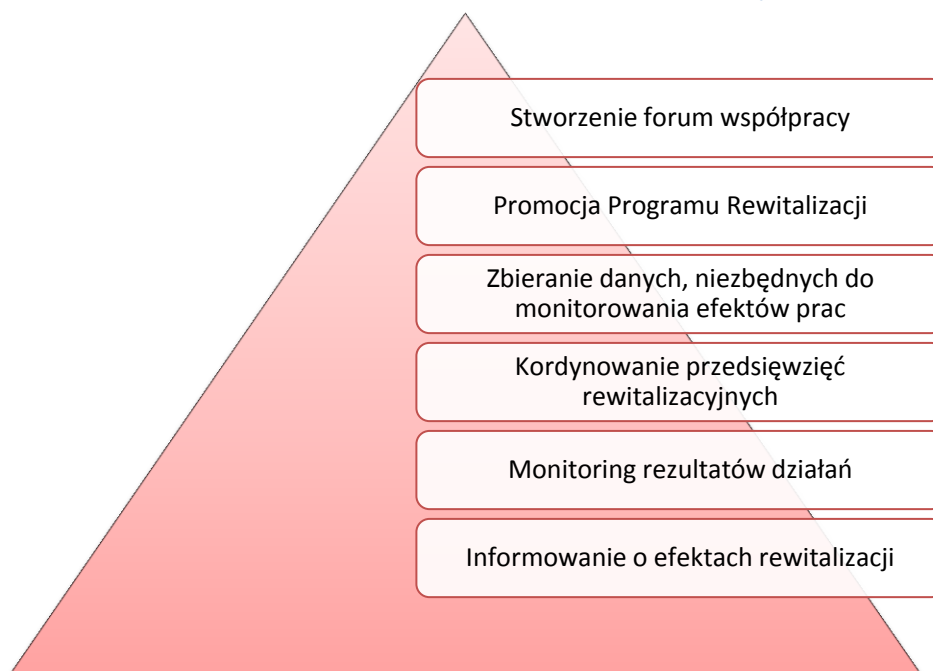 Stworzenie forum współpracy
Promocja Programu Rewitalizacji
Zbieranie danych, niezbędnych do
monitorowania efektów prac
Kordynowanie przedsięwzięć
rewitalizacyjnych
Monitoring rezultatów działań
Informowanie o efektach rewitalizacji